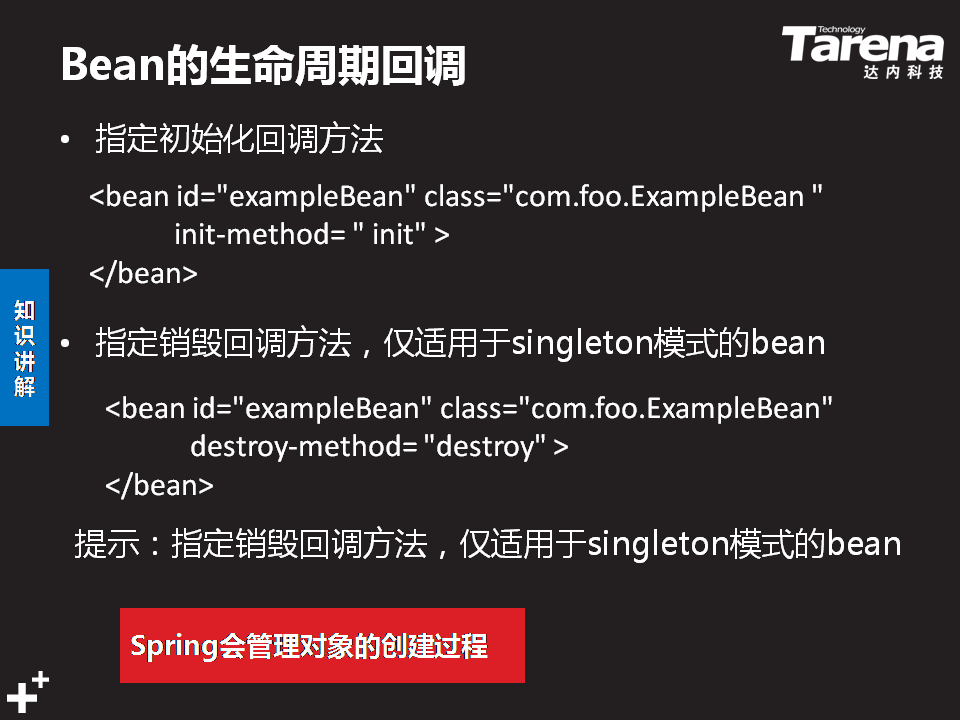 Bean的生命周期回调
Technology
Tarena
达内科技
• 指定初始化回调方法
<bean id="exampleBean" class="com.foo.ExampleBean "
init-method= " init" >
</bean>
知识讲解
• 指定销毁回调方法，仅适用于singleton模式的bean
<bean id="exampleBean" class="com.foo.ExampleBean"
destroy-method= "destroy" >
</bean>
提示：指定销毁回调方法，仅适用于singleton模式的bean
Spring会管理对象的创建过程